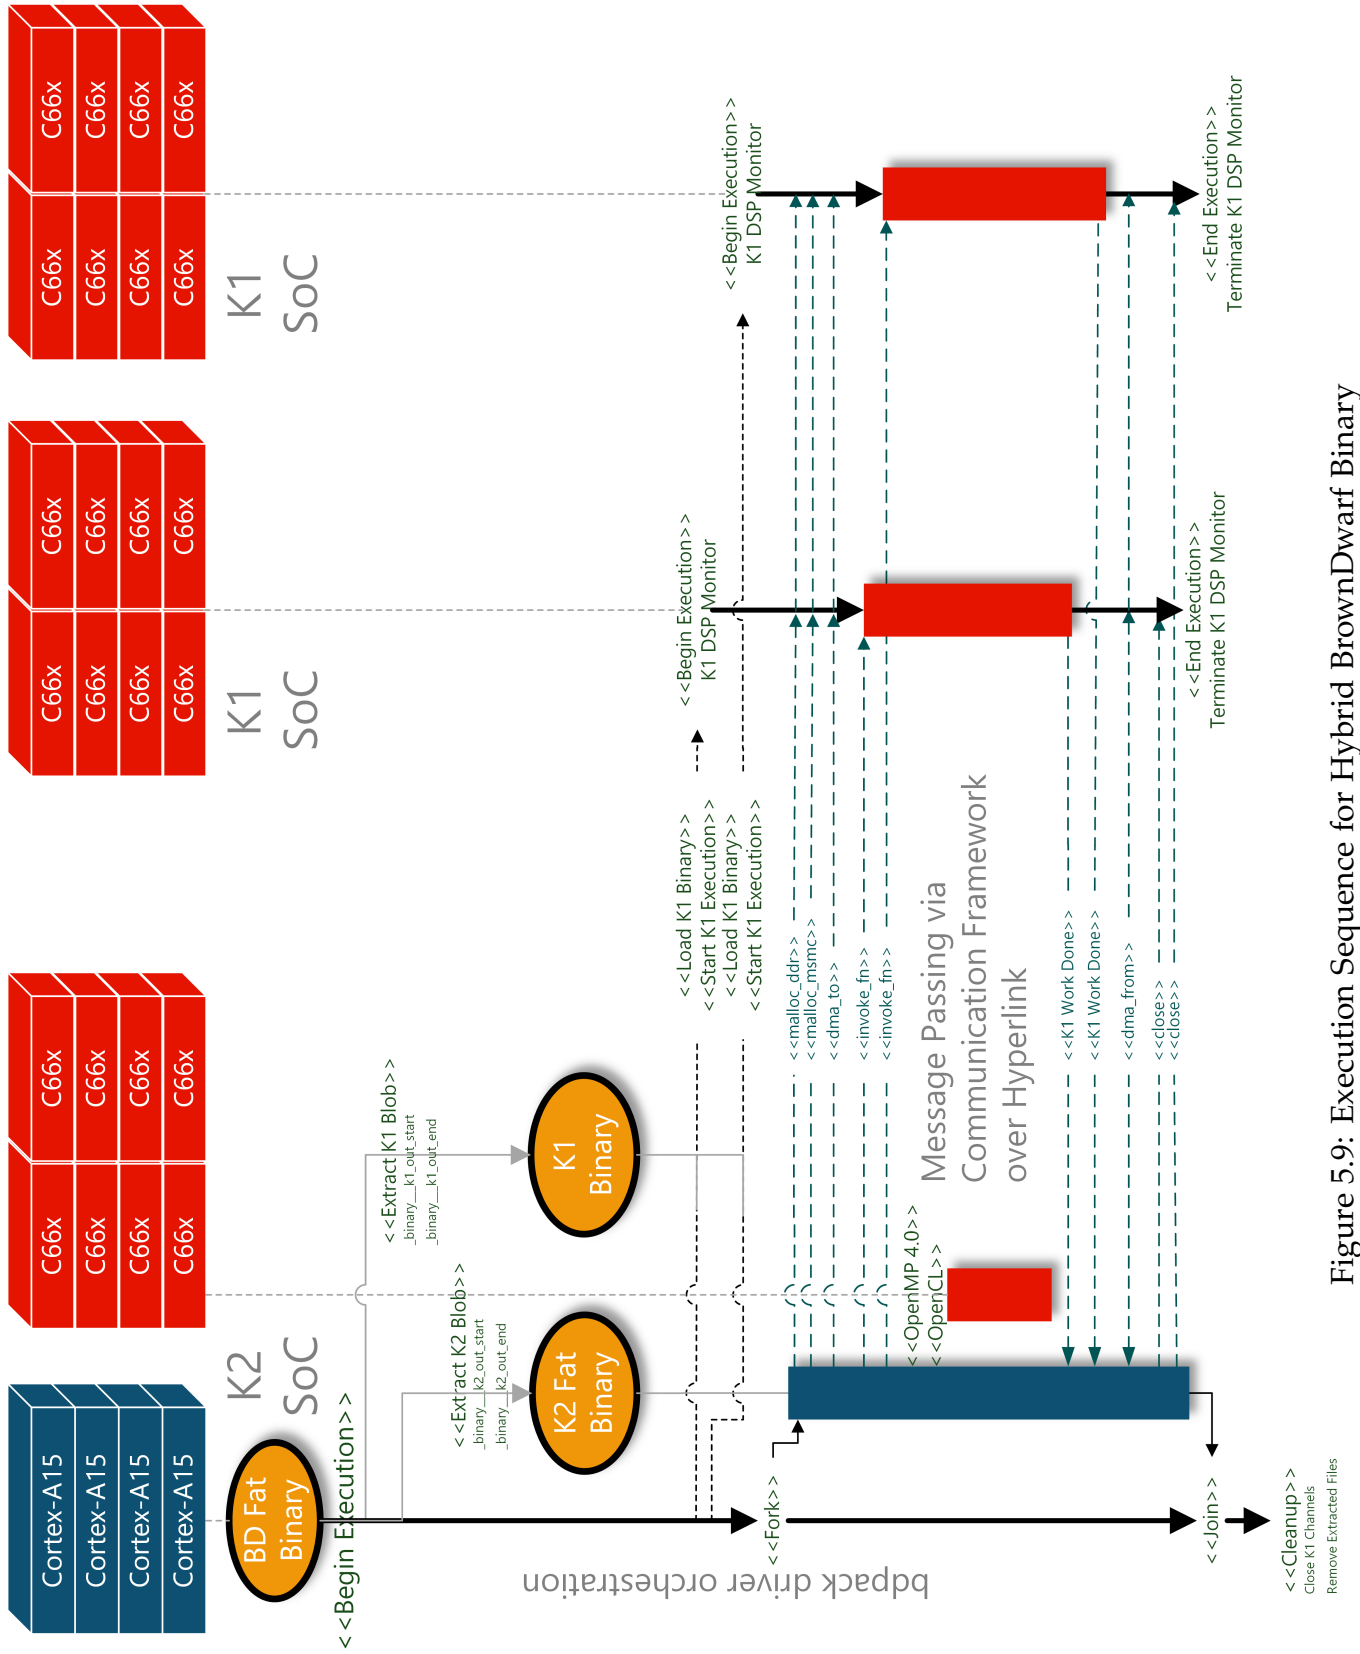 Cortex-A15
Cortex-A15
Cortex-A15
Cortex-A15
C66x
C66x
C66x
C66x
C66x
C66x
C66x
C66x
K2
SoC
C66x
C66x
C66x
C66x
C66x
C66x
C66x
C66x
K1
SoC
C66x
C66x
C66x
C66x
C66x
C66x
C66x
C66x
K1
SoC
BD Fat
Binary
<<Begin Execution>>
<<Extract K1 Blob>>
_binary___k1_out_start
_binary___k1_out_end
<<Extract K2 Blob>>
_binary___k2_out_start
_binary___k2_out_end
K2 Fat
Binary
K1
Binary
<<Load K1 Binary>>
<<Start K1 Execution>>
<<Load K1 Binary>>
<<Start K1 Execution>>
<<Begin Execution>>
K1 DSP Monitor
<<Begin Execution>>
K1 DSP Monitor
bdpack driver orchestration
<<Fork>>
<<malloc_ddr>>
<<malloc_msmc>>
<<dma_to>>
<<invoke_fn>>
<<invoke_fn>>
<<OpenMP 4.0>>
<<OpenCL>>
Message Passing via
Communication Framework
over Hyperlink
<<K1 Work Done>>
<<K1 Work Done>>
<<dma_from>>
<<close>>
<<close>>
<<End Execution>>
Terminate K1 DSP Monitor
<<End Execution>>
Terminate K1 DSP Monitor
<<Join>>
<<Cleanup>>
Close K1 Channels
Remove Extracted Files
Figure 5.9: Execution Sequence for Hybrid BrownDwarf Binary